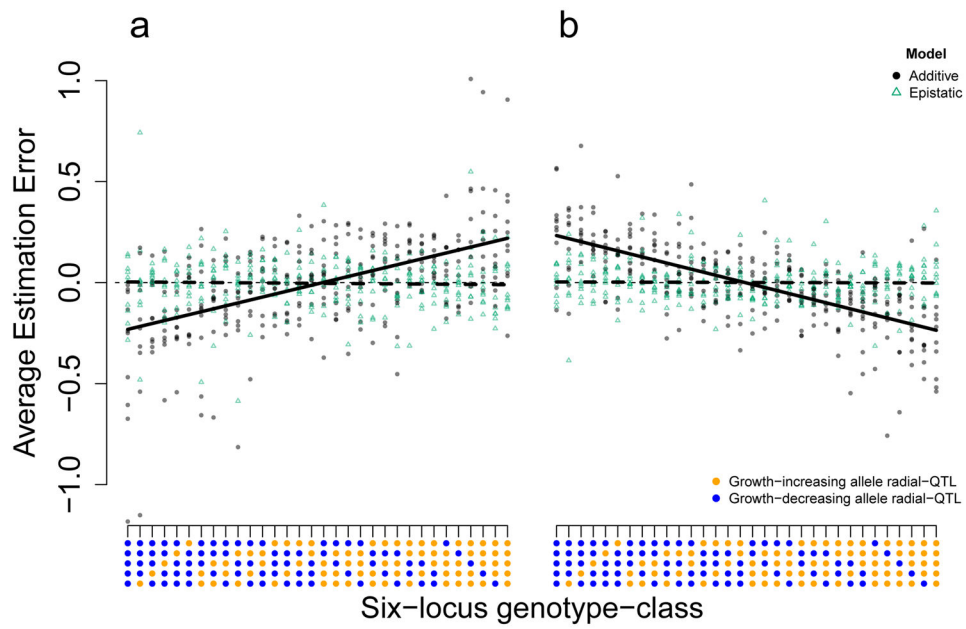 a
b
Model
Additive
Epistatic
Average Estimation Error
1.0
0.5
0.0
−0.5
−1.0
Growth−increasing allele radial−QTL
Growth−decreasing allele radial−QTL
Six−locus genotype−class